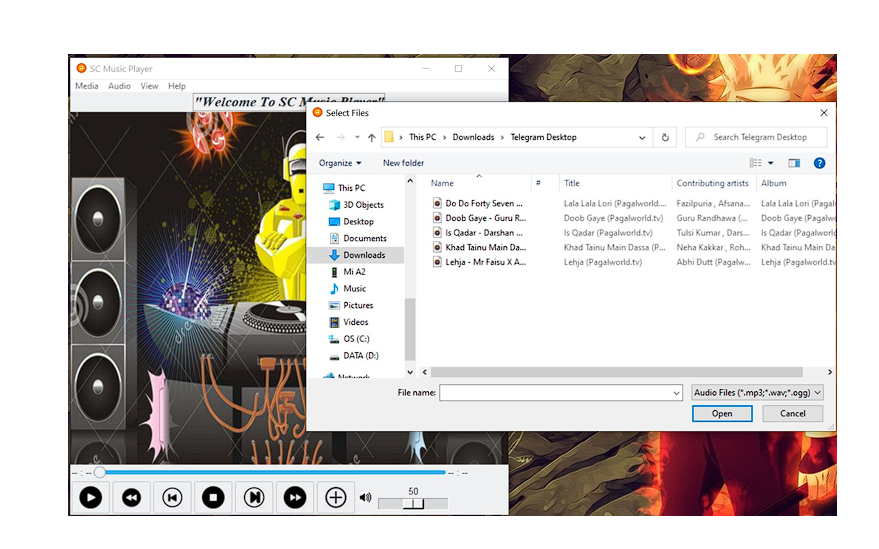 SC Music Player
Media Audio View Help
"Welcome To SC Music Player"
Select Files
This PC > Downloads > Telegram Desktop
Search Telegram Desktop
Organize
New folder
This PC
3D Objects
Desktop
Documents
Downloads
Mi A2
Music
Pictures
Videos
OS (C:)
DATA (D:)
Network
Name # Title Contributing artists Album
Do Do Forty Seven ... Lala Lala Lori (Pagalworld.... Fazilpuria , Afsana... Lala Lala Lori (Pagal
Doob Gaye - Guru R... Doob Gaye (Pagalworld.tv) Guru Randhawa (,... Doob Gaye (Pagalw
Is Qadar - Darshan ... Is Qadar (Pagalworld.tv) Tulsi Kumar , Dars... Is Qadar (Pagalworl
Khad Tainu Main Da... Khad Tainu Main Dassa (P... Neha Kakkar , Roh... Khad Tainu Main Da
Lehja - Mr Faisu X A... Lehja (Pagalworld.tv) Abhi Dutt (Pagalw... Lehja (Pagalworld.tv
File name:
Audio Files (*.mp3;*.wav;*.ogg)
Open Cancel
-- : --
-- : --
50